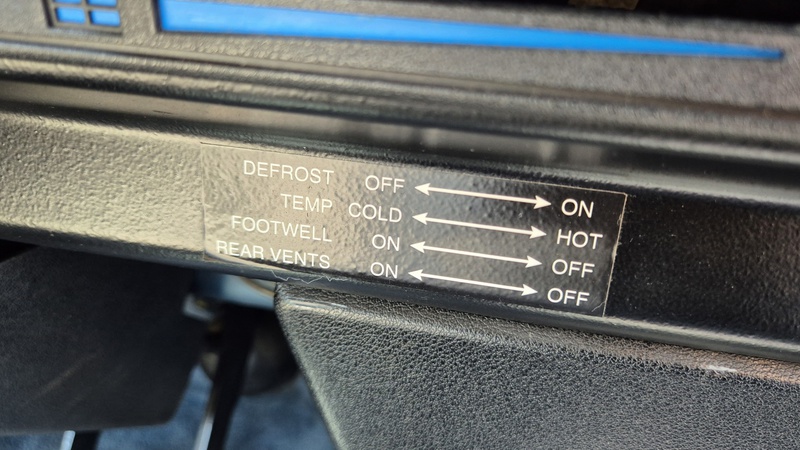 DEFROST OFF ON
TEMP COLD HOT
FOOTWELL ON OFF
REAR VENTS ON OFF